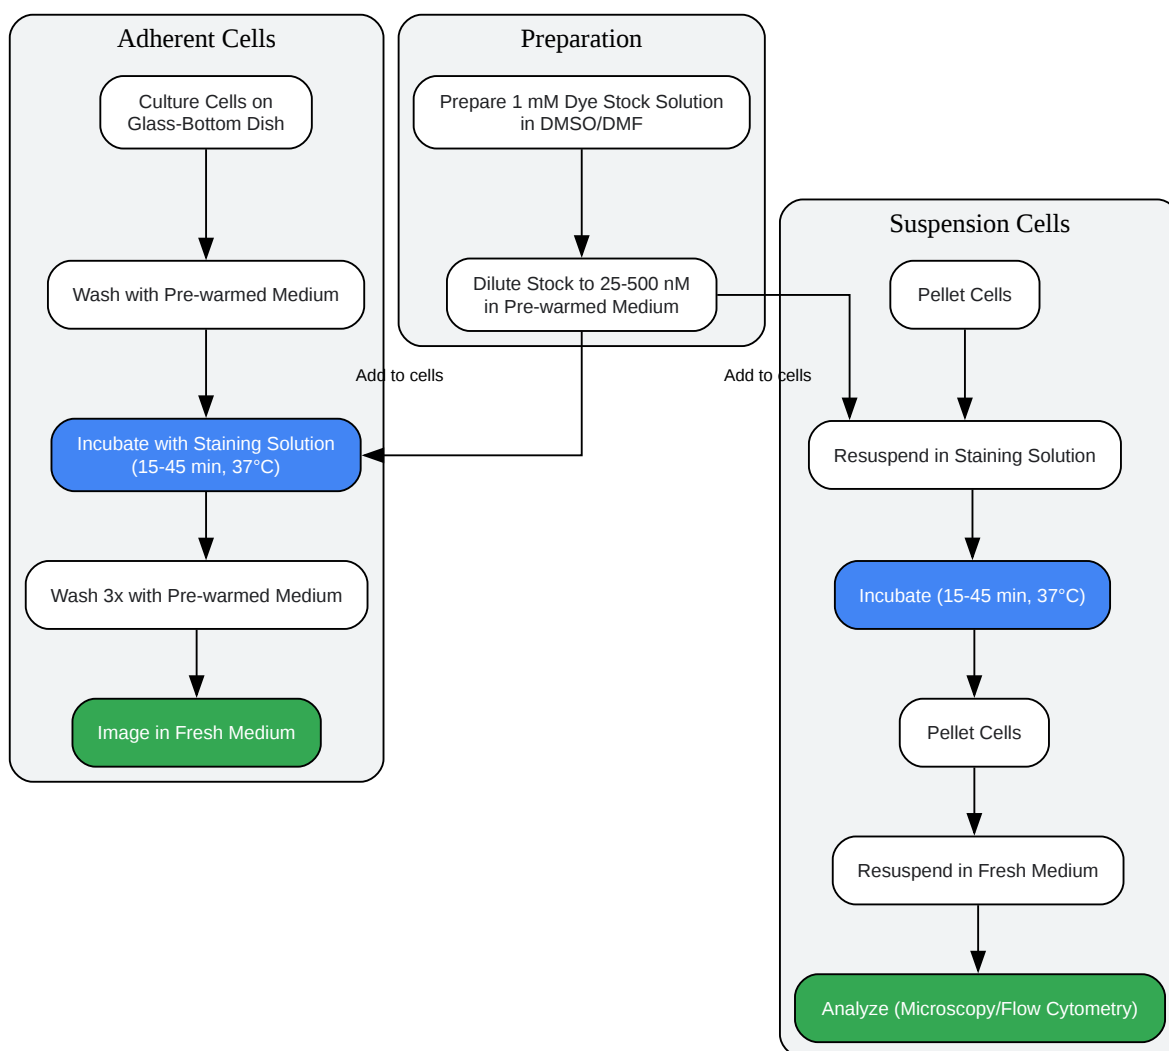 Adherent Cells
Culture Cells on
Glass-Bottom Dish
Wash with Pre-warmed Medium
Incubate with Staining Solution
(15-45 min, 37°C)
Wash 3x with Pre-warmed Medium
Image in Fresh Medium
Preparation
Prepare 1 mM Dye Stock Solution
in DMSO/DMF
Dilute Stock to 25-500 nM
in Pre-warmed Medium
Add to cells
Add to cells
Suspension Cells
Pellet Cells
Resuspend in Staining Solution
Incubate (15-45 min, 37°C)
Pellet Cells
Resuspend in Fresh Medium
Analyze (Microscopy/Flow Cytometry)